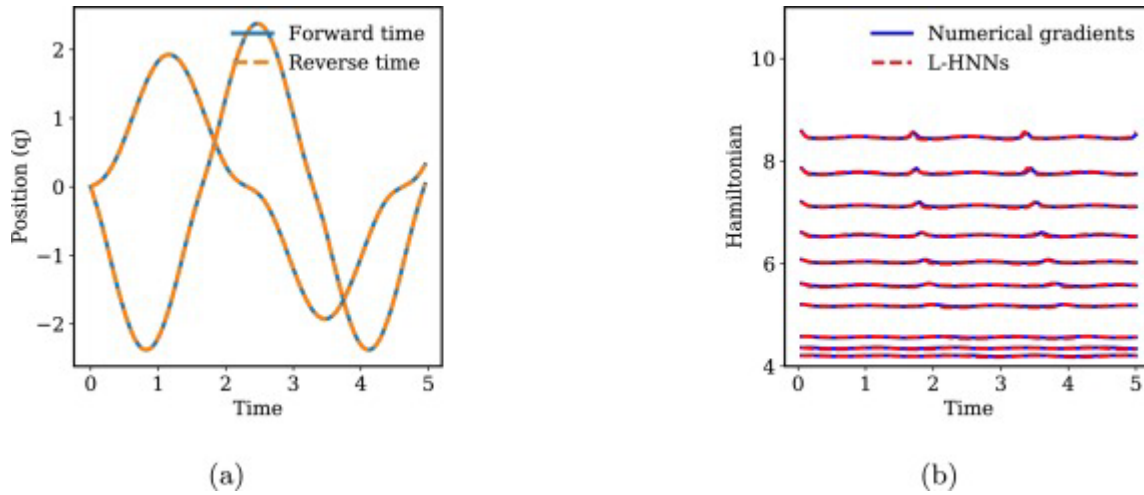 Forward time
Reverse time
Position (q)
2
1
0
−1
−2
0 1 2 3 4 5
Time
(a)
Numerical gradients
L-HNNs
Hamiltonian
10
8
6
4
0 1 2 3 4 5
Time
(b)